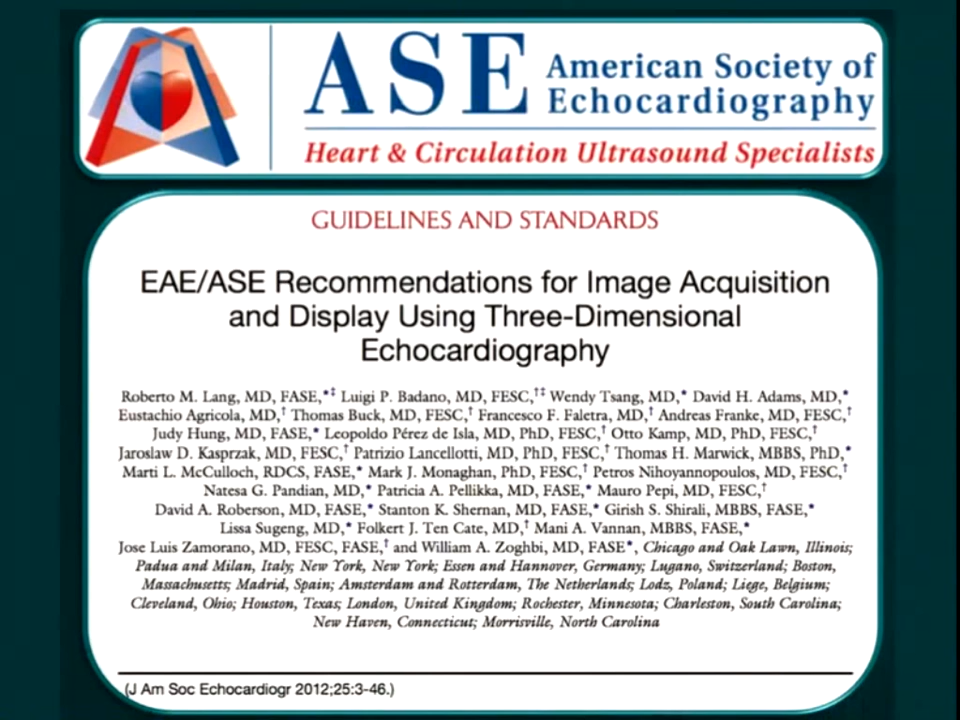 ASE American Society of
Echocardiography
Heart & Circulation Ultrasound Specialists
GUIDELINES AND STANDARDS
EAE/ASE Recommendations for Image Acquisition
and Display Using Three-Dimensional
Echocardiography
Roberto M. Lang, MD, FASE,*‡ Luigi P. Badano, MD, FESC,†‡ Wendy Tsang, MD,* David H. Adams, MD,*
Eustachio Agricola, MD,† Thomas Buck, MD, FESC,† Francesco F. Faletra, MD,† Andreas Franke, MD, FESC,†
Judy Hung, MD, FASE,* Leopoldo Pérez de Isla, MD, PhD, FESC,† Otto Kamp, MD, PhD, FESC,†
Jaroslaw D. Kasprzak, MD, FESC,† Patrizio Lancellotti, MD, PhD, FESC,† Thomas H. Marwick, MBBS, PhD,*
Marti L. McCulloch, RDCS, FASE,* Mark J. Monaghan, PhD, FESC,† Petros Nihoyannopoulos, MD, FESC,†
Natesa G. Pandian, MD,* Patricia A. Pellikka, MD, FASE,* Mauro Pepi, MD, FESC,†
David A. Roberson, MD, FASE,* Stanton K. Shernan, MD, FASE,* Girish S. Shirali, MBBS, FASE,*
Lissa Sugeng, MD,* Folkert J. Ten Cate, MD,† Mani A. Vannan, MBBS, FASE,*
Jose Luis Zamorano, MD, FESC, FASE,† and William A. Zoghbi, MD, FASE*, Chicago and Oak Lawn, Illinois;
Padua and Milan, Italy; New York, New York; Essen and Hannover, Germany; Lugano, Switzerland; Boston,
Massachusetts; Madrid, Spain; Amsterdam and Rotterdam, The Netherlands; Lodz, Poland; Liege, Belgium;
Cleveland, Ohio; Houston, Texas; London, United Kingdom; Rochester, Minnesota; Charleston, South Carolina;
New Haven, Connecticut; Morrisville, North Carolina
(J Am Soc Echocardiogr 2012;25:3-46.)